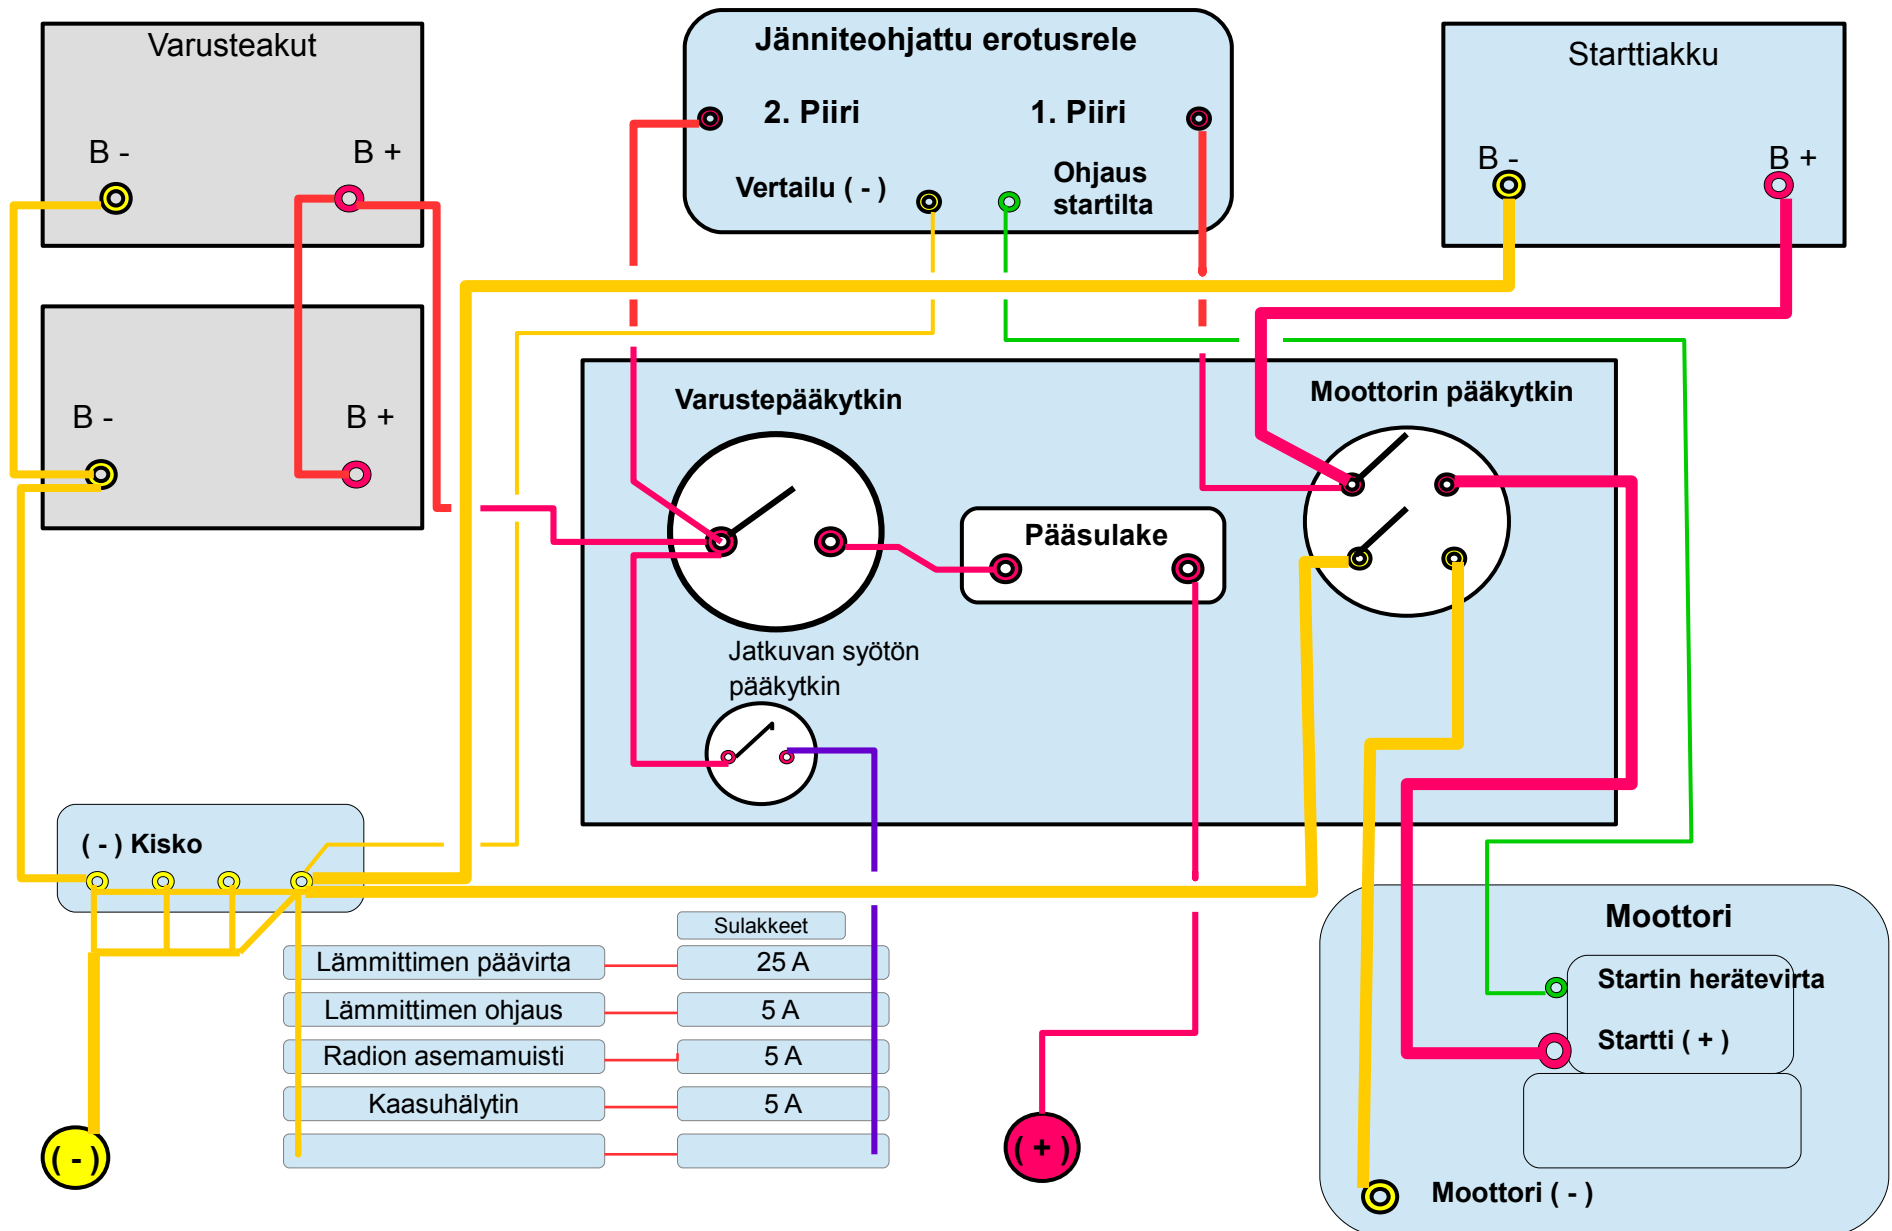 Varusteakut
B -
B +
B -
B +
Jänniteohjattu erotusrele
2. Piiri
1. Piiri
Vertailu ( - )
Ohjaus
startilta
Starttiakku
B -
B +
Varustepääkytkin
Moottorin pääkytkin
Pääsulake
Jatkuvan syötön
pääkytkin
( - ) Kisko
Sulakkeet
Lämmittimen päävirta
25 A
Lämmittimen ohjaus
5 A
Radion asemamuisti
5 A
Kaasuhälytin
5 A
( - )
( + )
Moottori
Startin herätevirta
Startti ( + )
Moottori ( - )